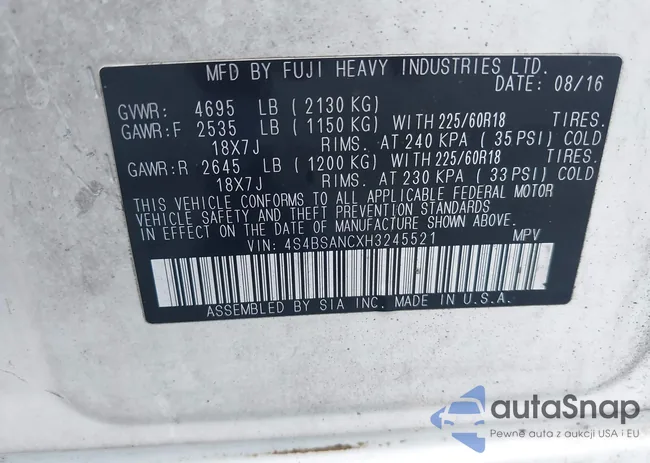 MFD BY FUJI HEAVY INDUSTRIES LTD.
DATE: 08/16
GVWR: 4695 LB ( 2130 KG)
GAWR:F 2535 LB ( 1150 KG) WITH 225/60R18 TIRES.
18X7J RIMS. AT 240 KPA ( 35 PSI) COLD
GAWR:R 2645 LB ( 1200 KG) WITH 225/60R18 TIRES.
18X7J RIMS. AT 230 KPA ( 33 PSI) COLD
THIS VEHICLE CONFORMS TO ALL APPLICABLE FEDERAL MOTOR
VEHICLE SAFETY AND THEFT PREVENTION STANDARDS
IN EFFECT ON THE DATE OF MANUFACTURE SHOWN ABOVE.
VIN: 4S4BSANCXH3245521 MPV
ASSEMBLED BY SIA INC. MADE IN U.S.A.
autaSnap
Pewne auta z aukcji USA i EU